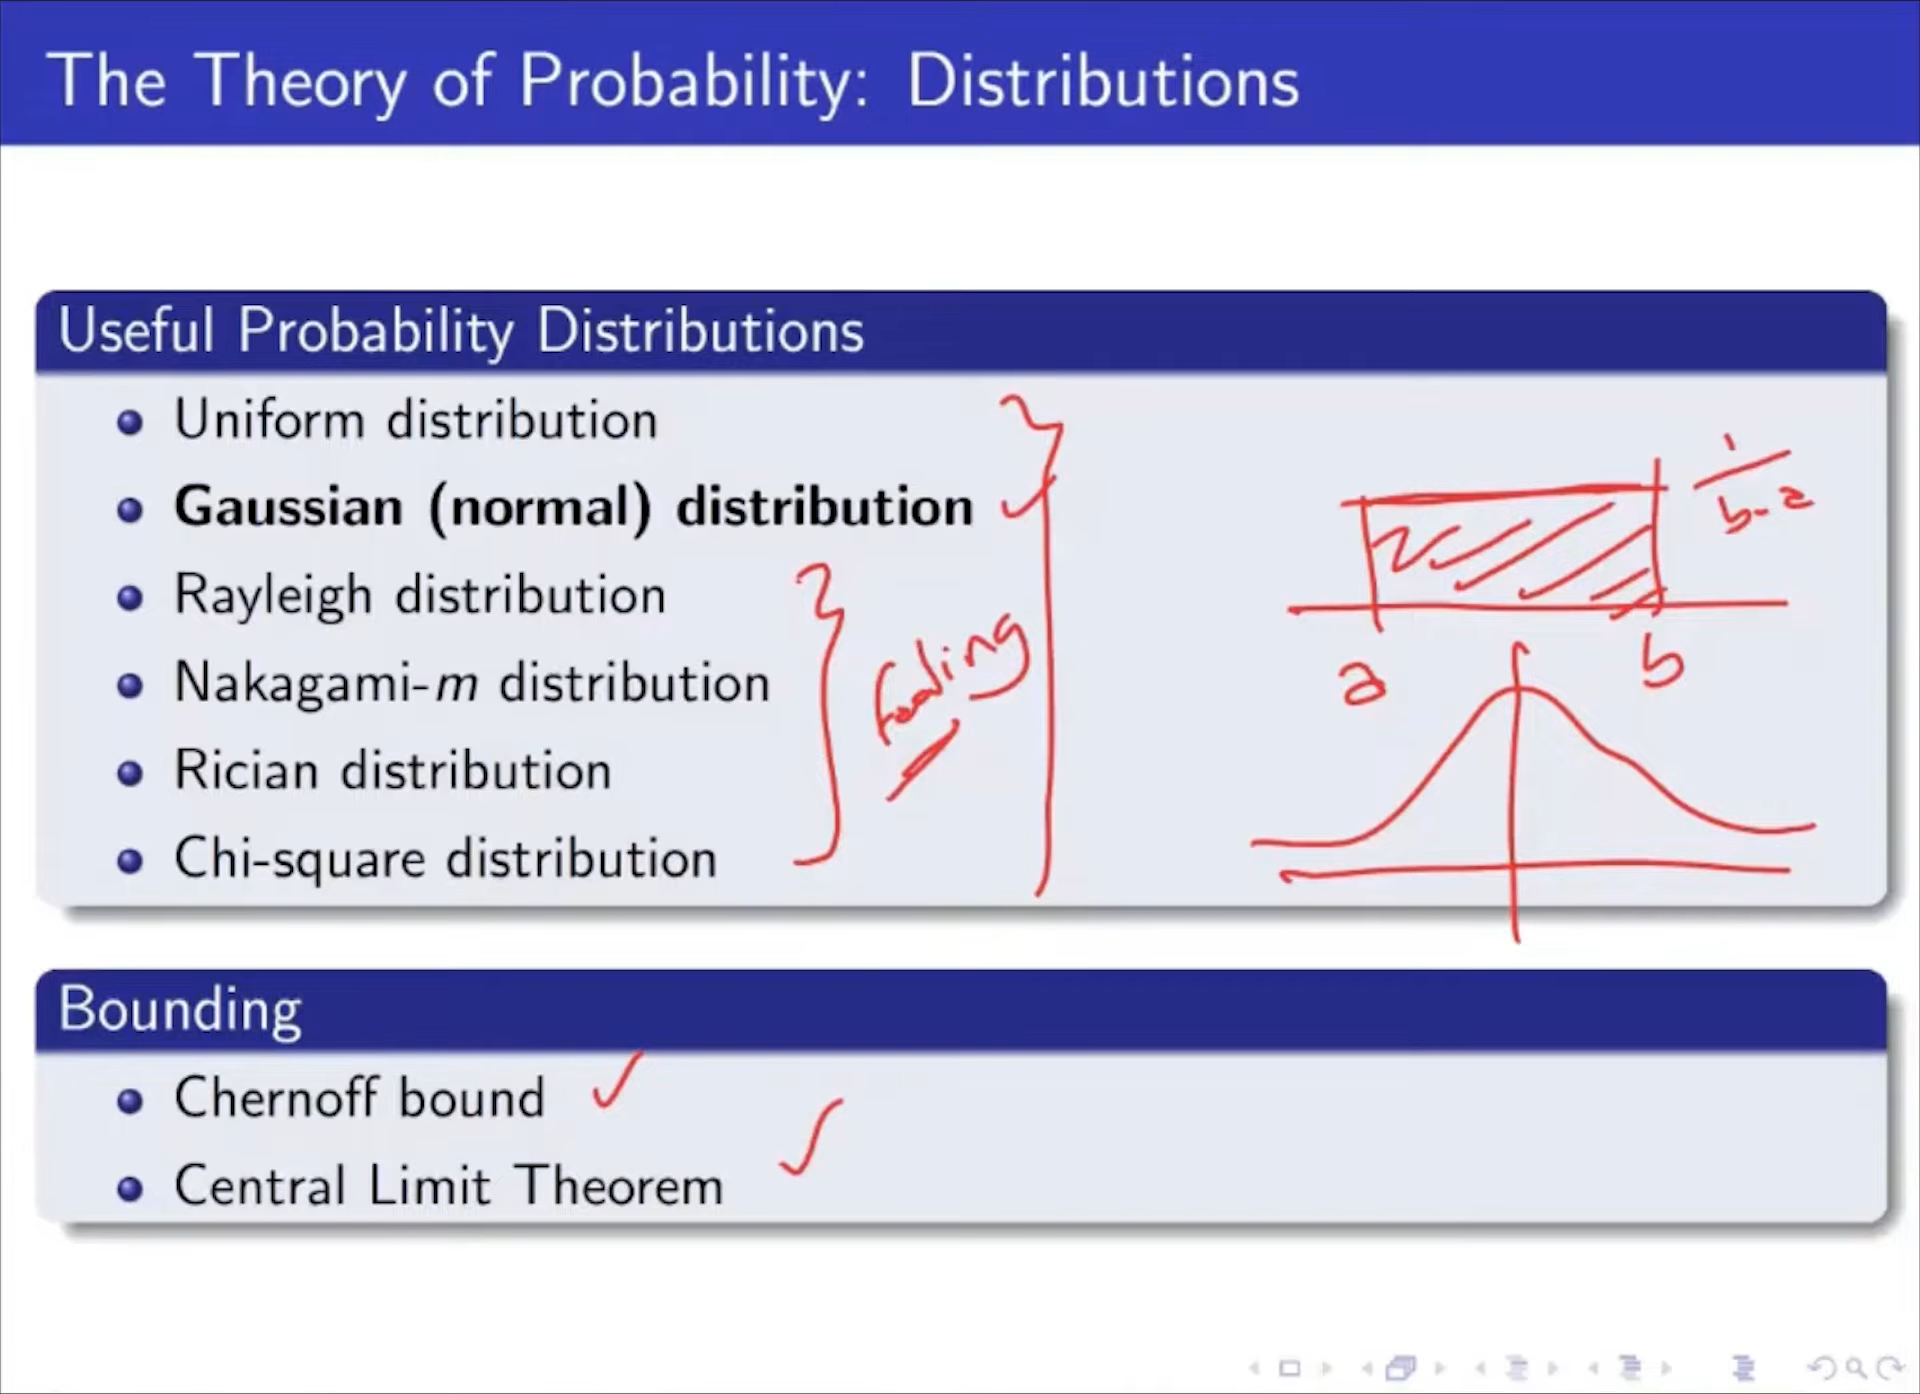 The Theory of Probability: Distributions
Useful Probability Distributions
Uniform distribution
Gaussian (normal) distribution
Rayleigh distribution
Nakagami-m distribution
Rician distribution
Chi-square distribution
fading
1
b-a
a
b
Bounding
Chernoff bound
Central Limit Theorem